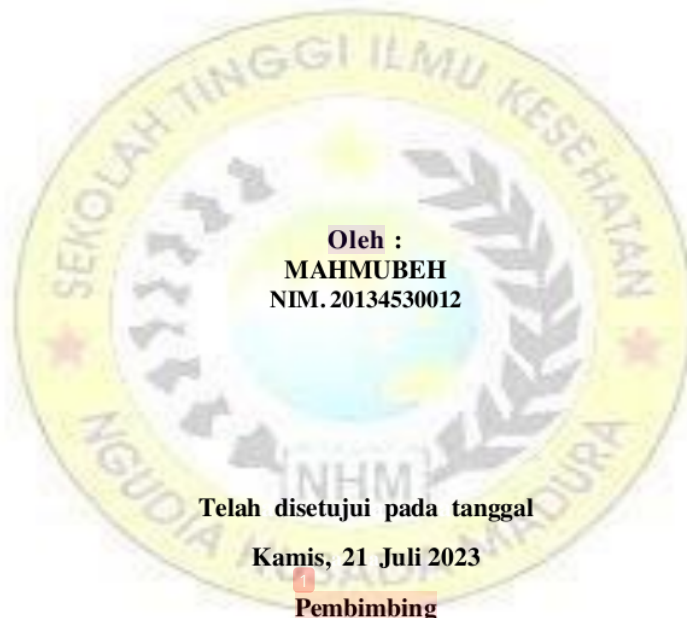 SEKOLAH TINGGI ILMU KESEHATAN
Oleh :
MAHMUBEH
NIM. 20134530012
NHM
NGUDIA HUSADA MADURA
Telah disetujui pada tanggal
Kamis, 21 Juli 2023
1
Pembimbing